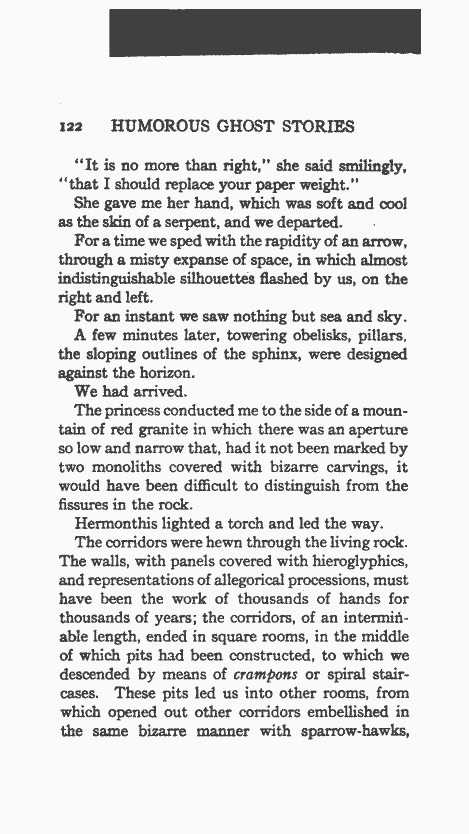 122 HUMOROUS GHOST STORIES
"It is no more than right," she said smilingly,
"that I should replace your paper weight."
She gave me her hand, which was soft and cool
as the skin of a serpent, and we departed.
For a time we sped with the rapidity of an arrow,
through a misty expanse of space, in which almost
indistinguishable silhouettes flashed by us, on the
right and left.
For an instant we saw nothing but sea and sky.
A few minutes later, towering obelisks, pillars,
the sloping outlines of the sphinx, were designed
against the horizon.
We had arrived.
The princess conducted me to the side of a moun-
tain of red granite in which there was an aperture
so low and narrow that, had it not been marked by
two monoliths covered with bizarre carvings, it
would have been difficult to distinguish from the
fissures in the rock.
Hermonthis lighted a torch and led the way.
The corridors were hewn through the living rock.
The walls, with panels covered with hieroglyphics,
and representations of allegorical processions, must
have been the work of thousands of hands for
thousands of years; the corridors, of an intermin-
able length, ended in square rooms, in the middle
of which pits had been constructed, to which we
descended by means of crampons or spiral stair-
cases. These pits led us into other rooms, from
which opened out other corridors embellished in
the same bizarre manner with sparrow-hawks,